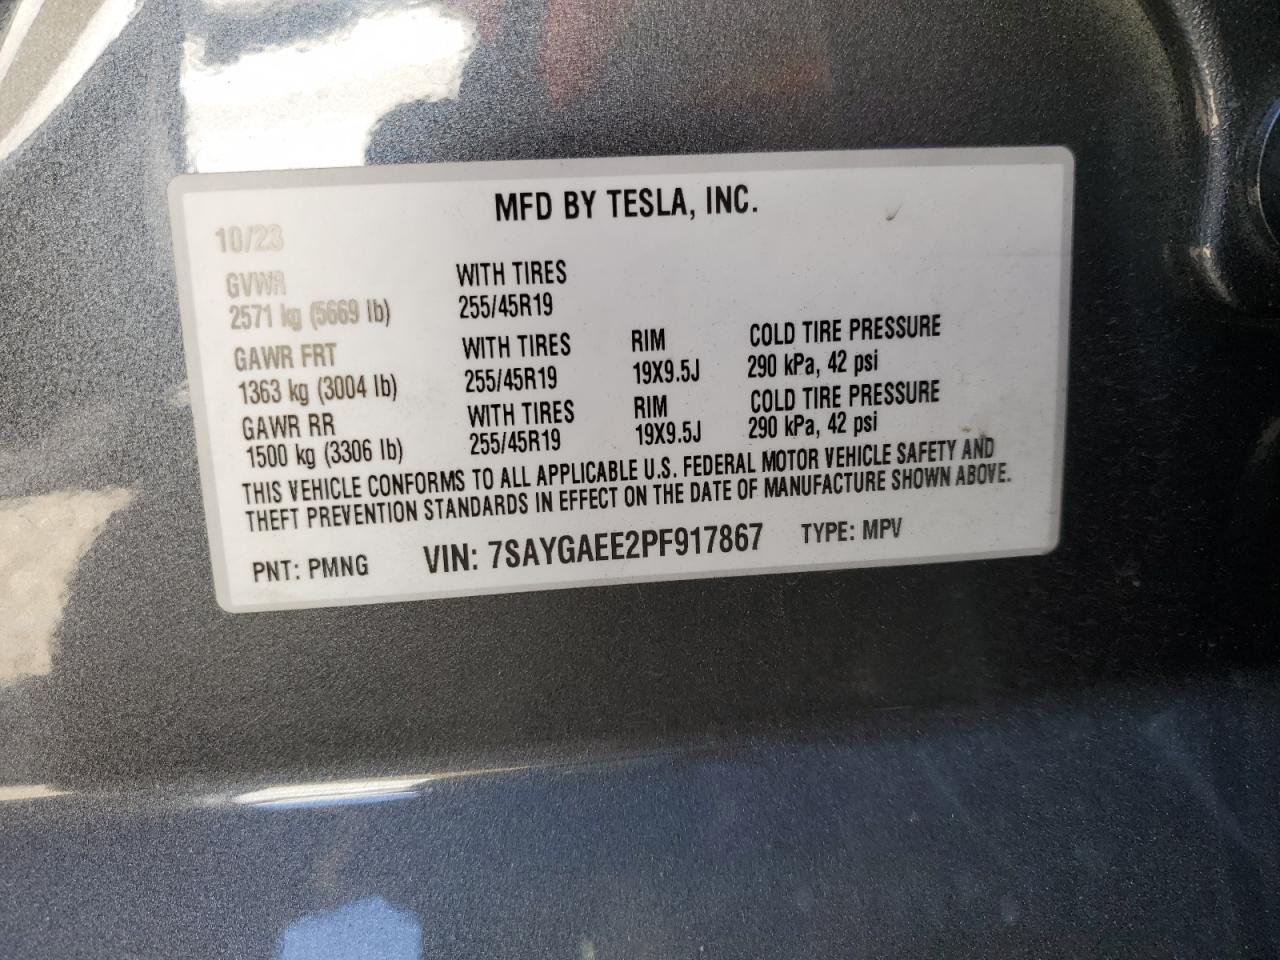 MFD BY TESLA, INC.
10/23
GVWR WITH TIRES
2571 kg (5669 lb) 255/45R19
GAWR FRT WITH TIRES RIM COLD TIRE PRESSURE
1363 kg (3004 lb) 255/45R19 19X9.5J 290 kPa, 42 psi
GAWR RR WITH TIRES RIM COLD TIRE PRESSURE
1500 kg (3306 lb) 255/45R19 19X9.5J 290 kPa, 42 psi
THIS VEHICLE CONFORMS TO ALL APPLICABLE U.S. FEDERAL MOTOR VEHICLE SAFETY AND
THEFT PREVENTION STANDARDS IN EFFECT ON THE DATE OF MANUFACTURE SHOWN ABOVE.
PNT: PMNG VIN: 7SAYGAEE2PF917867 TYPE: MPV